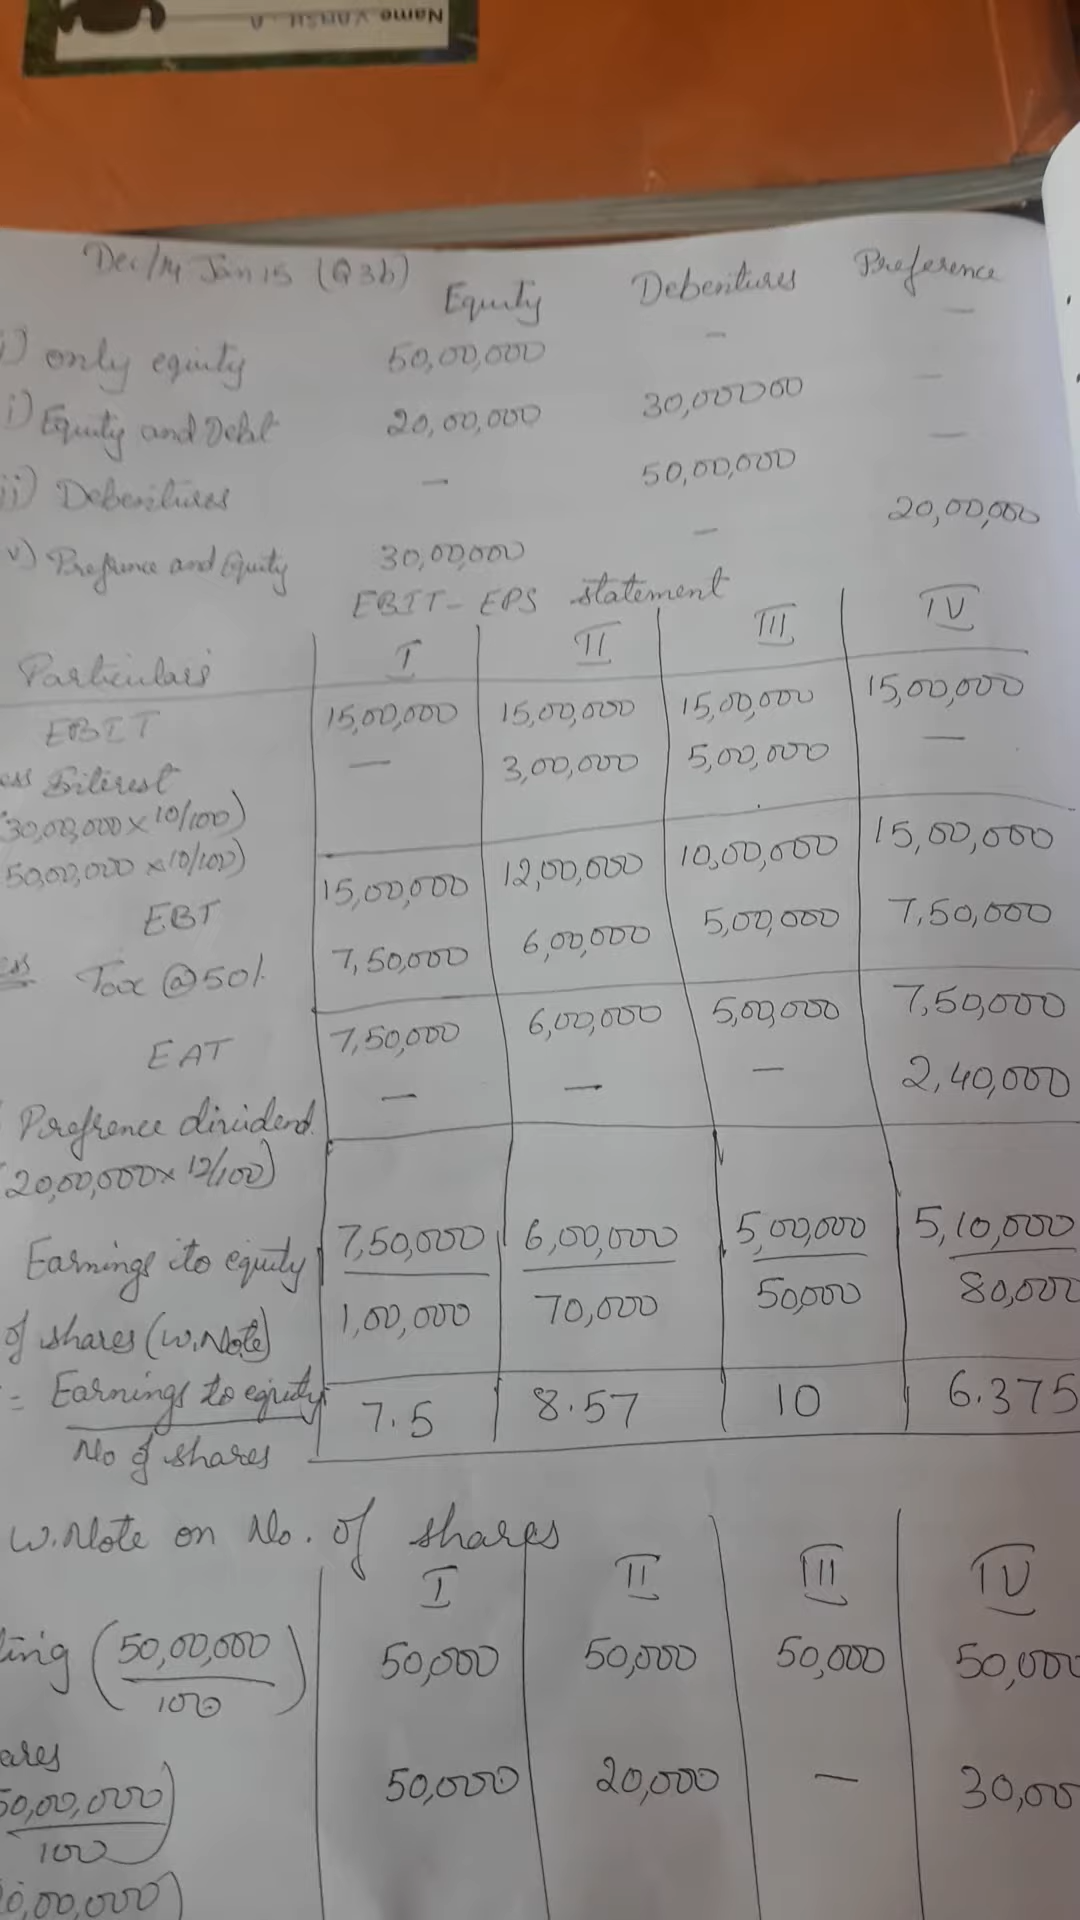 Name VANSH. A
Dec/14 Jan 15 (Q3b)
Equity Debentures Preference
i) only equity 50,00,000 — —
i) Equity and Debt 20,00,000 30,00000 —
ii) Debentures — 50,00,000 —
v) Prefrence and Equity 30,00,000 — 20,00,000
EBIT - EPS statement
Particulars I II III IV
EBIT 15,00,000 15,00,000 15,00,000 15,00,000
ess Interest — 3,00,000 5,00,000 —
30,00,000 x 10/100)
50,00,000 x 10/100)
EBT 15,00,000 12,00,000 10,00,000 15,00,000
ess Tax @ 50% 7,50,000 6,00,000 5,00,000 7,50,000
EAT 7,50,000 6,00,000 5,00,000 7,50,000
Prefrence dividend — — — 2,40,000
20,00,000 x 12/100)
Earnings to equity 7,50,000 6,00,000 5,00,000 5,10,000
of shares (W.Note) 1,00,000 70,000 50,000 80,000
= Earnings to equity 7.5 8.57 10 6.375
No of shares
W.Note on No. of shares
I II III IV
ling (50,00,000 50,000 50,000 50,000 50,000
100)
ares
50,00,000 50,000 20,000 — 30,00
100)
0,00,000)